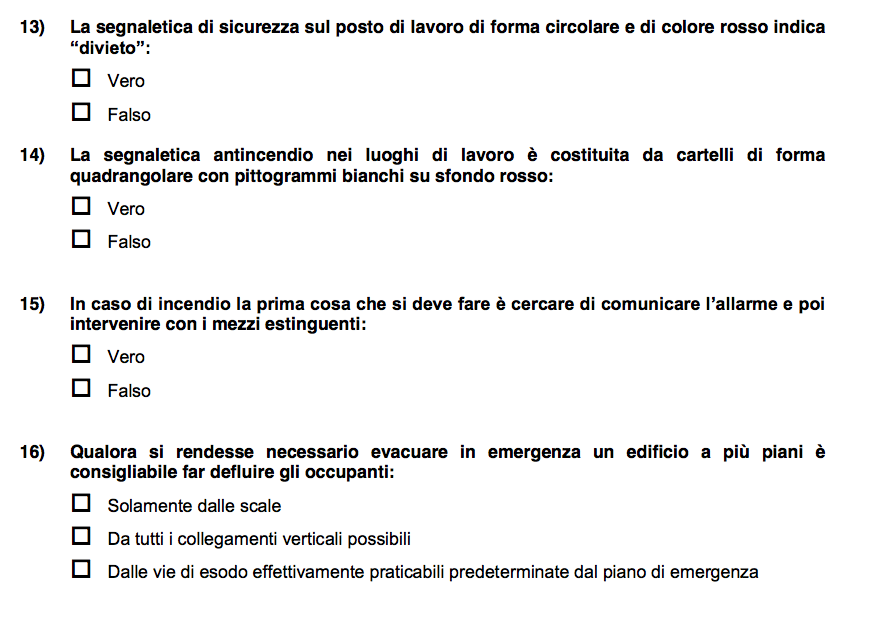 13) La segnaletica di sicurezza sul posto di lavoro di forma circolare e di colore rosso indica
“divieto”:
Vero
Falso
14) La segnaletica antincendio nei luoghi di lavoro è costituita da cartelli di forma
quadrangolare con pittogrammi bianchi su sfondo rosso:
Vero
Falso
15) In caso di incendio la prima cosa che si deve fare è cercare di comunicare l’allarme e poi
intervenire con i mezzi estinguenti:
Vero
Falso
16) Qualora si rendesse necessario evacuare in emergenza un edificio a più piani è
consigliabile far defluire gli occupanti:
Solamente dalle scale
Da tutti i collegamenti verticali possibili
Dalle vie di esodo effettivamente praticabili predeterminate dal piano di emergenza